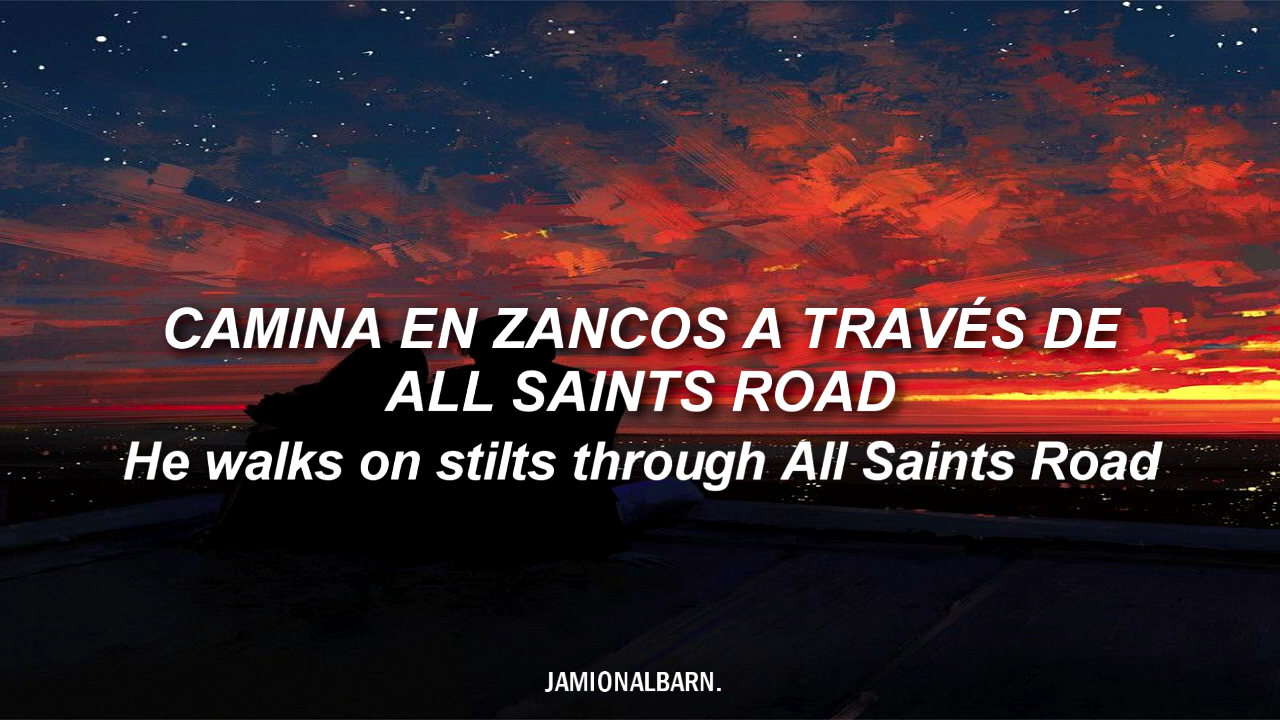 CAMINA EN ZANCOS A TRAVÉS DE
ALL SAINTS ROAD
He walks on stilts through All Saints Road
JAMIONALBARN.